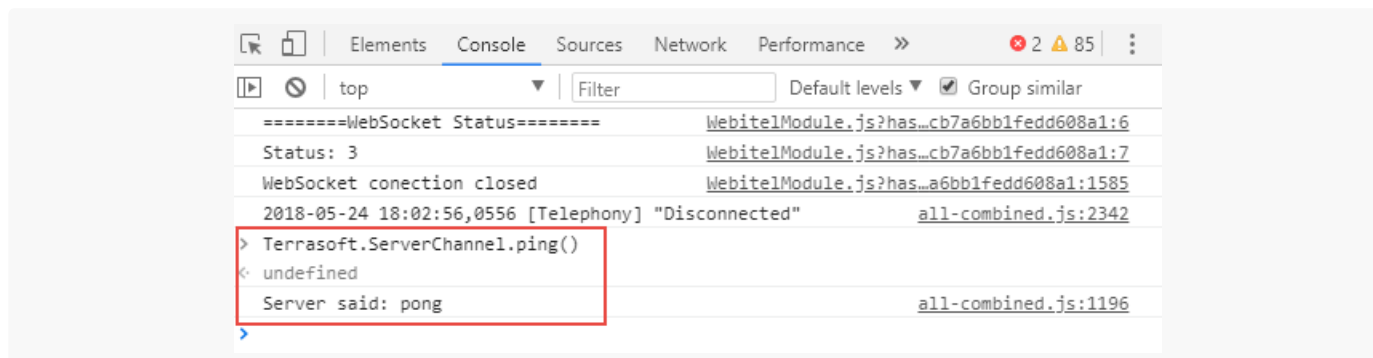 Elements Console Sources Network Performance » 2 85
top Filter Default levels Group similar
========WebSocket Status======== WebitelModule.js?has…cb7a6bb1fedd608a1:6
Status: 3 WebitelModule.js?has…cb7a6bb1fedd608a1:7
WebSocket conection closed WebitelModule.js?has…a6bb1fedd608a1:1585
2018-05-24 18:02:56,0556 [Telephony] "Disconnected" all-combined.js:2342
> Terrasoft.ServerChannel.ping()
undefined
Server said: pong all-combined.js:1196
>